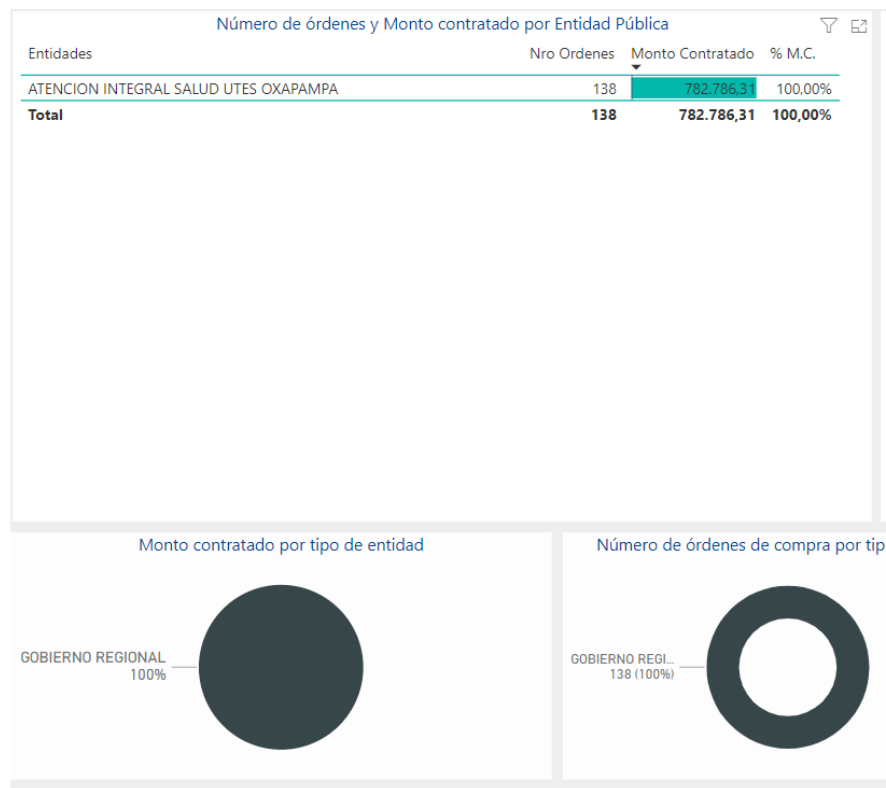 Número de órdenes y Monto contratado por Entidad Pública
Entidades Nro Ordenes Monto Contratado % M.C.
ATENCION INTEGRAL SALUD UTES OXAPAMPA 138 782.786,31 100,00%
Total 138 782.786,31 100,00%
Monto contratado por tipo de entidad
GOBIERNO REGIONAL
100%
Número de órdenes de compra por tip
GOBIERNO REGI...
138 (100%)